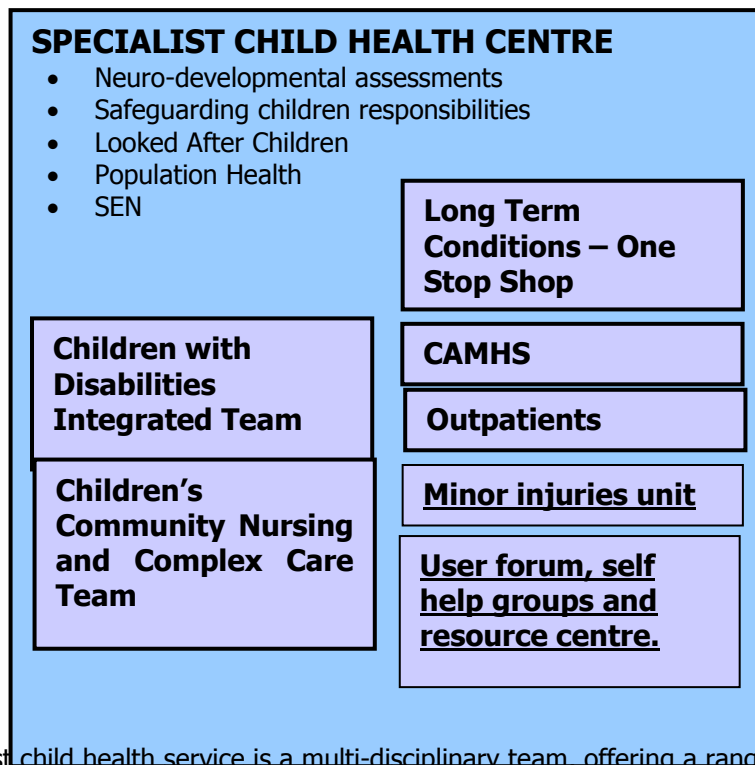 SPECIALIST CHILD HEALTH CENTRE
• Neuro-developmental assessments
• Safeguarding children responsibilities
• Looked After Children
• Population Health
• SEN
Long Term
Conditions – One
Stop Shop
Children with
Disabilities
Integrated Team
CAMHS
Outpatients
Children’s
Community Nursing
and Complex Care
Team
Minor injuries unit
User forum, self
help groups and
resource centre.
child health service is a multi-disciplinary team, offering a